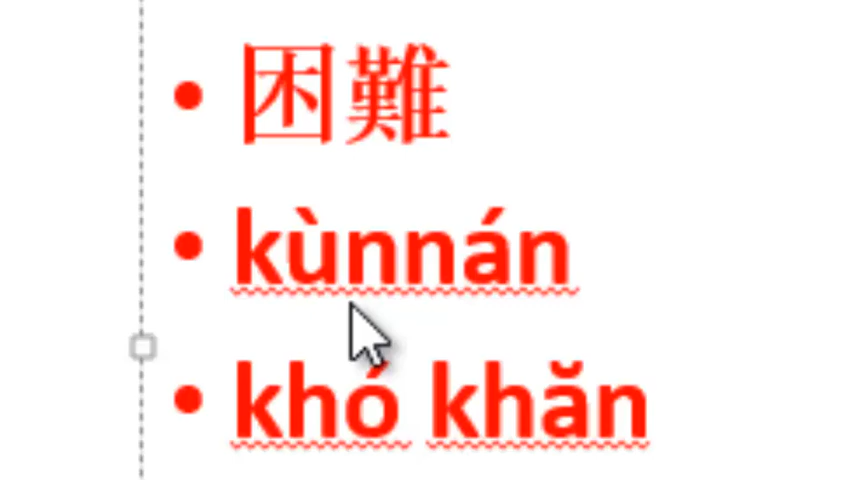 • 困難
• kùnnán
• khó khăn